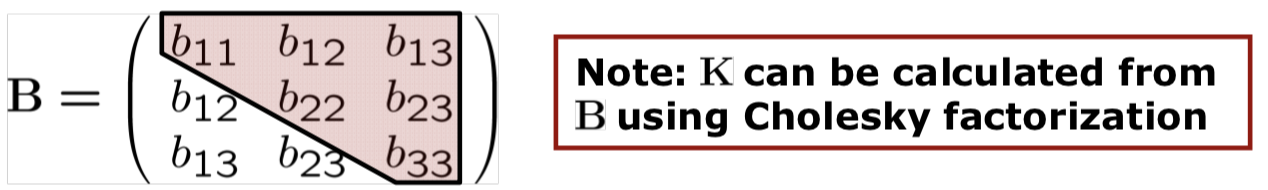 b11 b12 b13
B = b12 b22 b23
b13 b23 b33
Note: K can be calculated from
B using Cholesky factorization